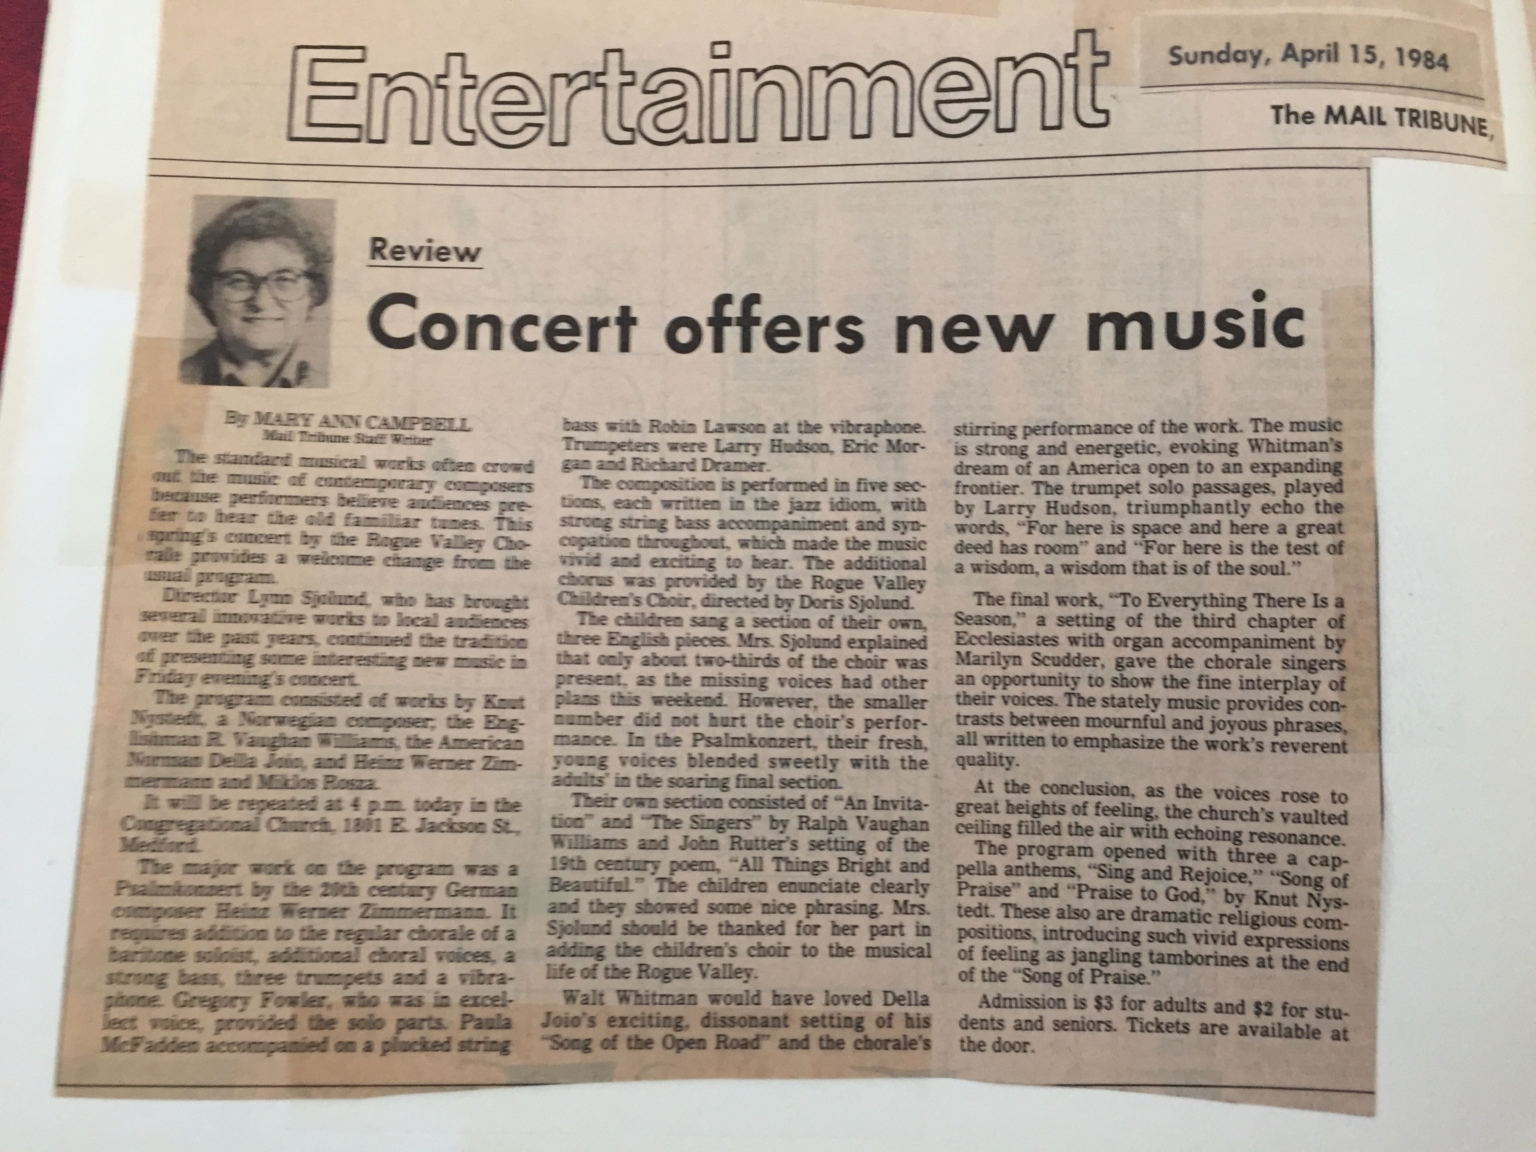 Entertainment
Sunday, April 15, 1984
The MAIL TRIBUNE,
Review
Concert offers new music
By MARY ANN CAMPBELL
Mail Tribune Staff Writer
The standard musical works often crowd
out the music of contemporary composers
because performers believe audiences pre-
fer to hear the old familiar tunes. This
spring's concert by the Rogue Valley Cho-
rale provides a welcome change from the
usual program.
Director Lynn Sjolund, who has brought
several innovative works to local audiences
over the past years, continued the tradition
of presenting some interesting new music in
Friday evening's concert.
The program consisted of works by Knut
Nystedt, a Norwegian composer; the Eng-
lishman R. Vaughan Williams, the American
Norman Della Joio, and Heinz Werner Zim-
mermann and Miklos Rosza.
It will be repeated at 4 p.m. today in the
Congregational Church, 1801 E. Jackson St.,
Medford.
The major work on the program was a
Psalmkonzert by the 20th century German
composer Heinz Werner Zimmermann. It
requires addition to the regular chorale of a
baritone soloist, additional choral voices, a
strong bass, three trumpets and a vibra-
phone. Gregory Fowler, who was in excel-
lect voice, provided the solo parts. Paula
McFadden accompanied on a plucked string
bass with Robin Lawson at the vibraphone.
Trumpeters were Larry Hudson, Eric Mor-
gan and Richard Dramer.
The composition is performed in five sec-
tions, each written in the jazz idiom, with
strong string bass accompaniment and syn-
copation throughout, which made the music
vivid and exciting to hear. The additional
chorus was provided by the Rogue Valley
Children's Choir, directed by Doris Sjolund.
The children sang a section of their own,
three English pieces. Mrs. Sjolund explained
that only about two-thirds of the choir was
present, as the missing voices had other
plans this weekend. However, the smaller
number did not hurt the choir's perfor-
mance. In the Psalmkonzert, their fresh,
young voices blended sweetly with the
adults' in the soaring final section.
Their own section consisted of "An Invita-
tion" and "The Singers" by Ralph Vaughan
Williams and John Rutter's setting of the
19th century poem, "All Things Bright and
Beautiful." The children enunciate clearly
and they showed some nice phrasing. Mrs.
Sjolund should be thanked for her part in
adding the children's choir to the musical
life of the Rogue Valley.
Walt Whitman would have loved Della
Joio's exciting, dissonant setting of his
"Song of the Open Road" and the chorale's
stirring performance of the work. The music
is strong and energetic, evoking Whitman's
dream of an America open to an expanding
frontier. The trumpet solo passages, played
by Larry Hudson, triumphantly echo the
words, "For here is space and here a great
deed has room" and "For here is the test of
a wisdom, a wisdom that is of the soul."
The final work, "To Everything There Is a
Season," a setting of the third chapter of
Ecclesiastes with organ accompaniment by
Marilyn Scudder, gave the chorale singers
an opportunity to show the fine interplay of
their voices. The stately music provides con-
trasts between mournful and joyous phrases,
all written to emphasize the work's reverent
quality.
At the conclusion, as the voices rose to
great heights of feeling, the church's vaulted
ceiling filled the air with echoing resonance.
The program opened with three a cap-
pella anthems, "Sing and Rejoice," "Song of
Praise" and "Praise to God," by Knut Nys-
tedt. These also are dramatic religious com-
positions, introducing such vivid expressions
of feeling as jangling tamborines at the end
of the "Song of Praise."
Admission is $3 for adults and $2 for stu-
dents and seniors. Tickets are available at
the door.